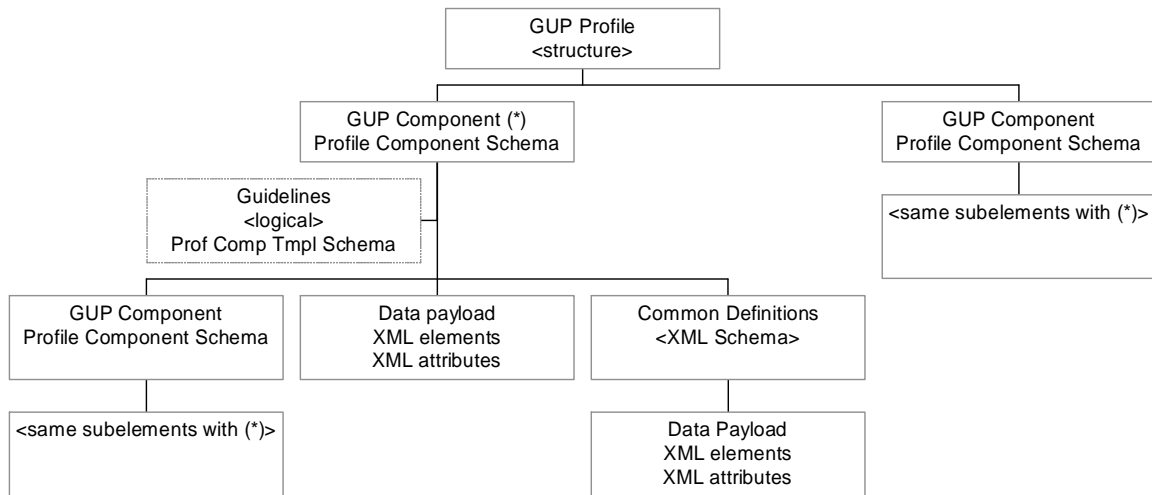 GUP Profile
<structure>
GUP Component (*)
Profile Component Schema
GUP Component
Profile Component Schema
Guidelines
<logical>
Prof Comp Tmpl Schema
<same subelements with (*)>
GUP Component
Profile Component Schema
Data payload
XML elements
XML attributes
Common Definitions
<XML Schema>
<same subelements with (*)>
Data Payload
XML elements
XML attributes